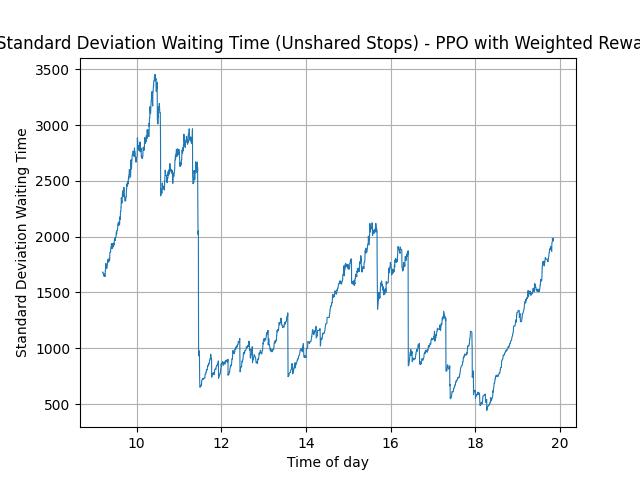 Standard Deviation Waiting Time (Unshared Stops) - PPO with Weighted Rewa
3500
3000
2500
2000
1500
1000
500
Standard Deviation Waiting Time
10 12 14 16 18 20
Time of day